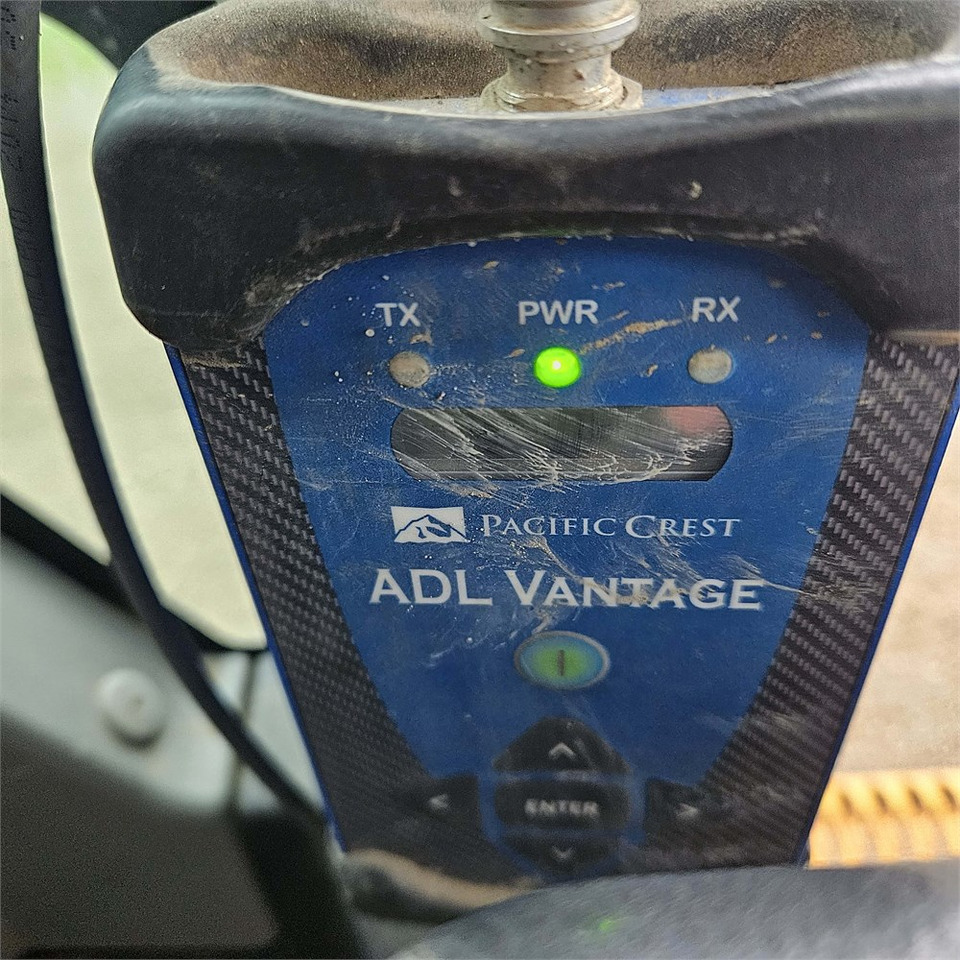 TX PWR RX
PACIFIC CREST
ADL VANTAGE
ENTER